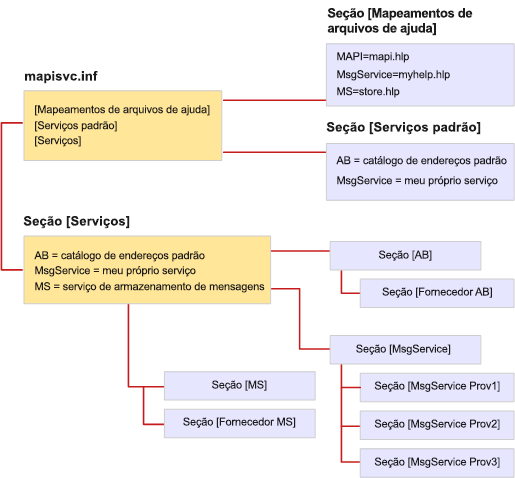 mapisvc.inf
[Mapeamentos de arquivos de ajuda]
[Serviços padrão]
[Serviços]
Seção [Mapeamentos de
arquivos de ajuda]
MAPI=mapi.hlp
MsgService=myhelp.hlp
MS=store.hlp
Seção [Serviços padrão]
AB = catálogo de endereços padrão
MsgService = meu próprio serviço
Seção [Serviços]
AB = catálogo de endereços padrão
MsgService = meu próprio serviço
MS = serviço de armazenamento de mensagens
Seção [AB]
Seção [Fornecedor AB]
Seção [MsgService]
Seção [MsgService Prov1]
Seção [MsgService Prov2]
Seção [MsgService Prov3]
Seção [MS]
Seção [Fornecedor MS]